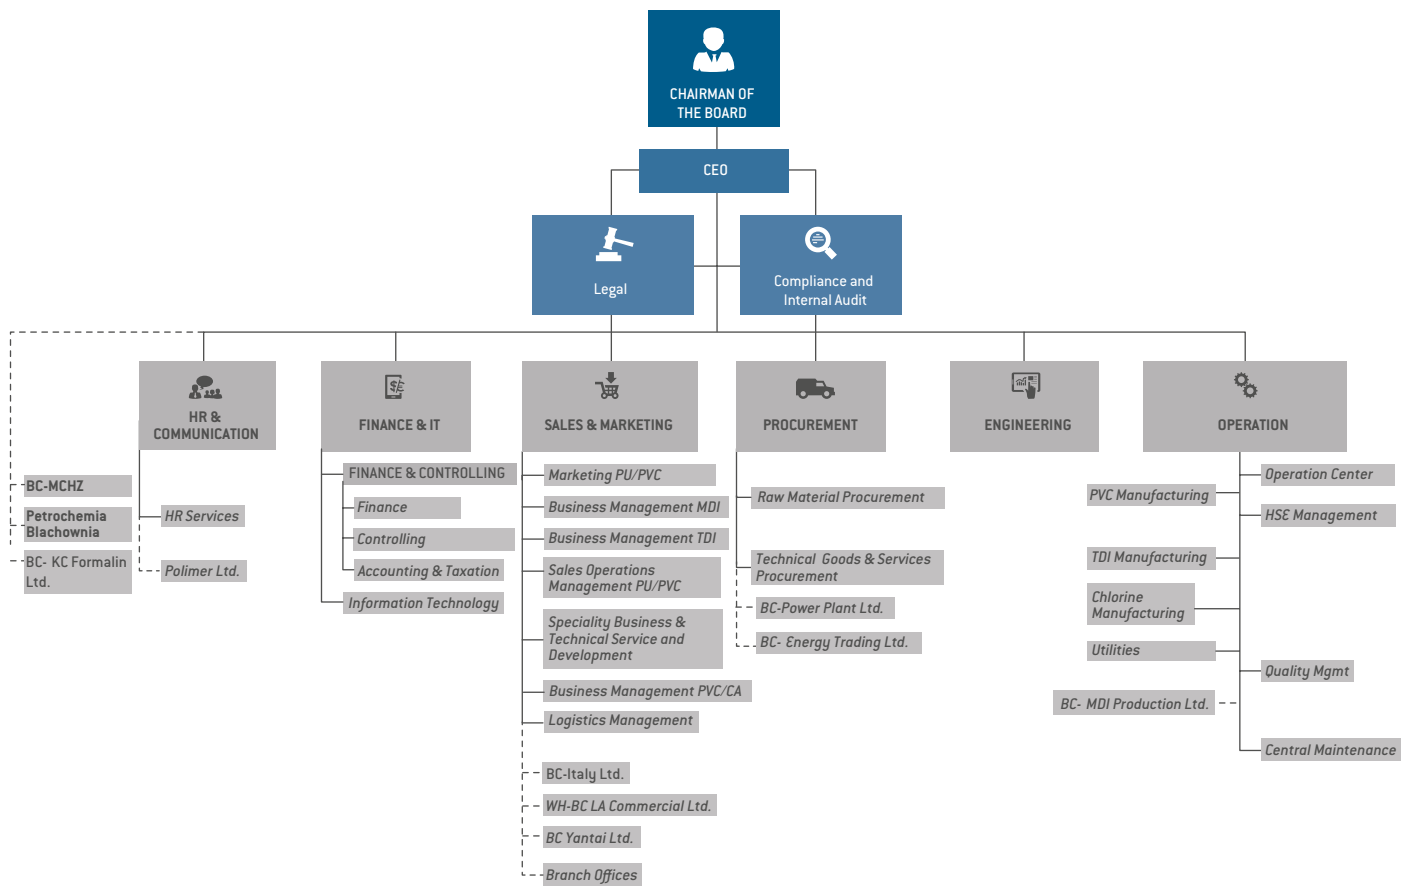 CHAIRMAN OF
THE BOARD
CEO
Legal
Compliance and
Internal Audit
HR &
COMMUNICATION
FINANCE & IT
SALES & MARKETING
PROCUREMENT
ENGINEERING
OPERATION
BC-MCHZ
Petrochemia
Blachownia
BC- KC Formalin
Ltd.
HR Services
Polimer Ltd.
FINANCE & CONTROLLING
Finance
Controlling
Accounting & Taxation
Information Technology
Marketing PU/PVC
Business Management MDI
Business Management TDI
Sales Operations
Management PU/PVC
Speciality Business &
Technical Service and
Development
Business Management PVC/CA
Logistics Management
BC-Italy Ltd.
WH-BC LA Commercial Ltd.
BC Yantai Ltd.
Branch Offices
Raw Material Procurement
Technical Goods & Services
Procurement
BC-Power Plant Ltd.
BC- Energy Trading Ltd.
Operation Center
PVC Manufacturing
HSE Management
TDI Manufacturing
Chlorine
Manufacturing
Utilities
Quality Mgmt
BC- MDI Production Ltd.
Central Maintenance